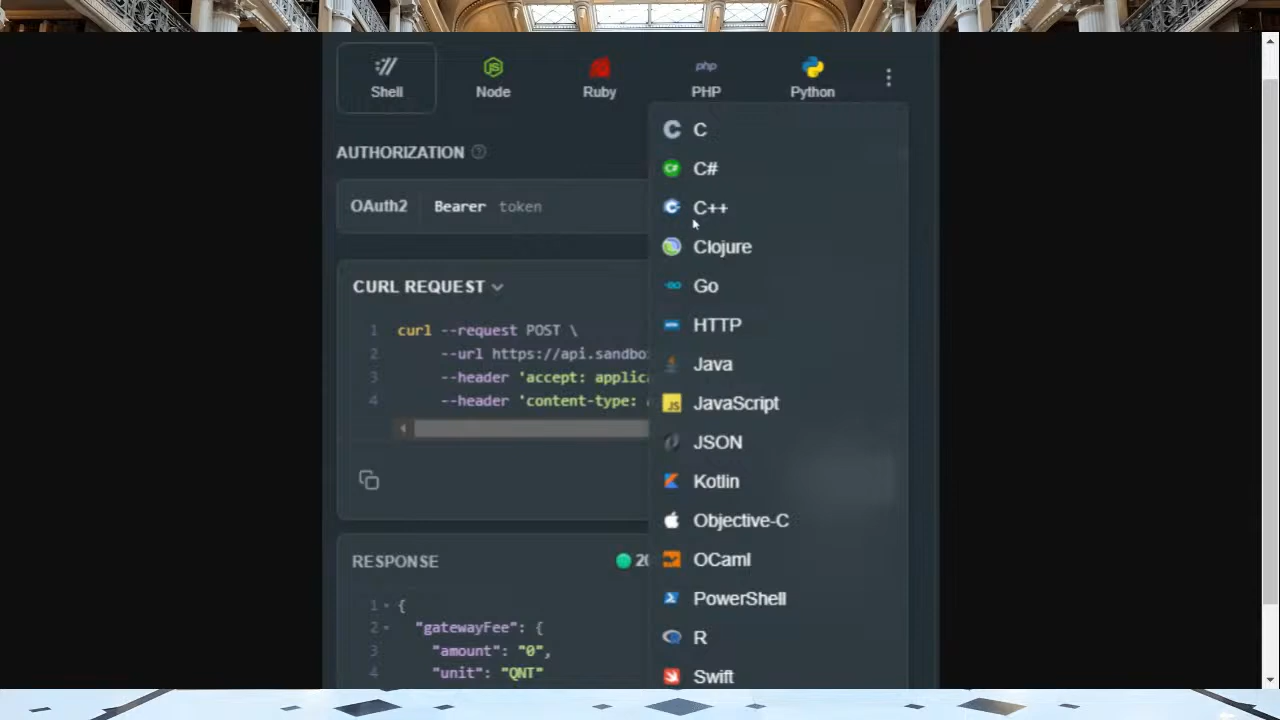 Shell Node Ruby PHP Python
AUTHORIZATION
OAuth2 Bearer token
CURL REQUEST
1 curl --request POST \
2 --url https://api.sandbo
3 --header 'accept: applic
4 --header 'content-type:
RESPONSE
20
1 {
2 "gatewayFee": {
3 "amount": "0",
4 "unit": "QNT"
C
C#
C++
Clojure
Go
HTTP
Java
JavaScript
JSON
Kotlin
Objective-C
OCaml
PowerShell
R
Swift